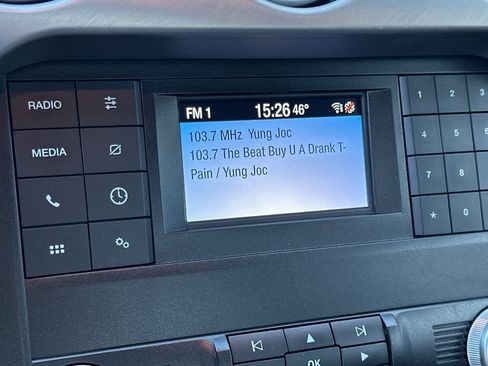 FM 1 15:26 46°
103.7 MHz Yung Joc
103.7 The Beat Buy U A Drank T-
Pain / Yung Joc
RADIO
MEDIA
1 2 3
4 5 6
7 8
* 0
OK